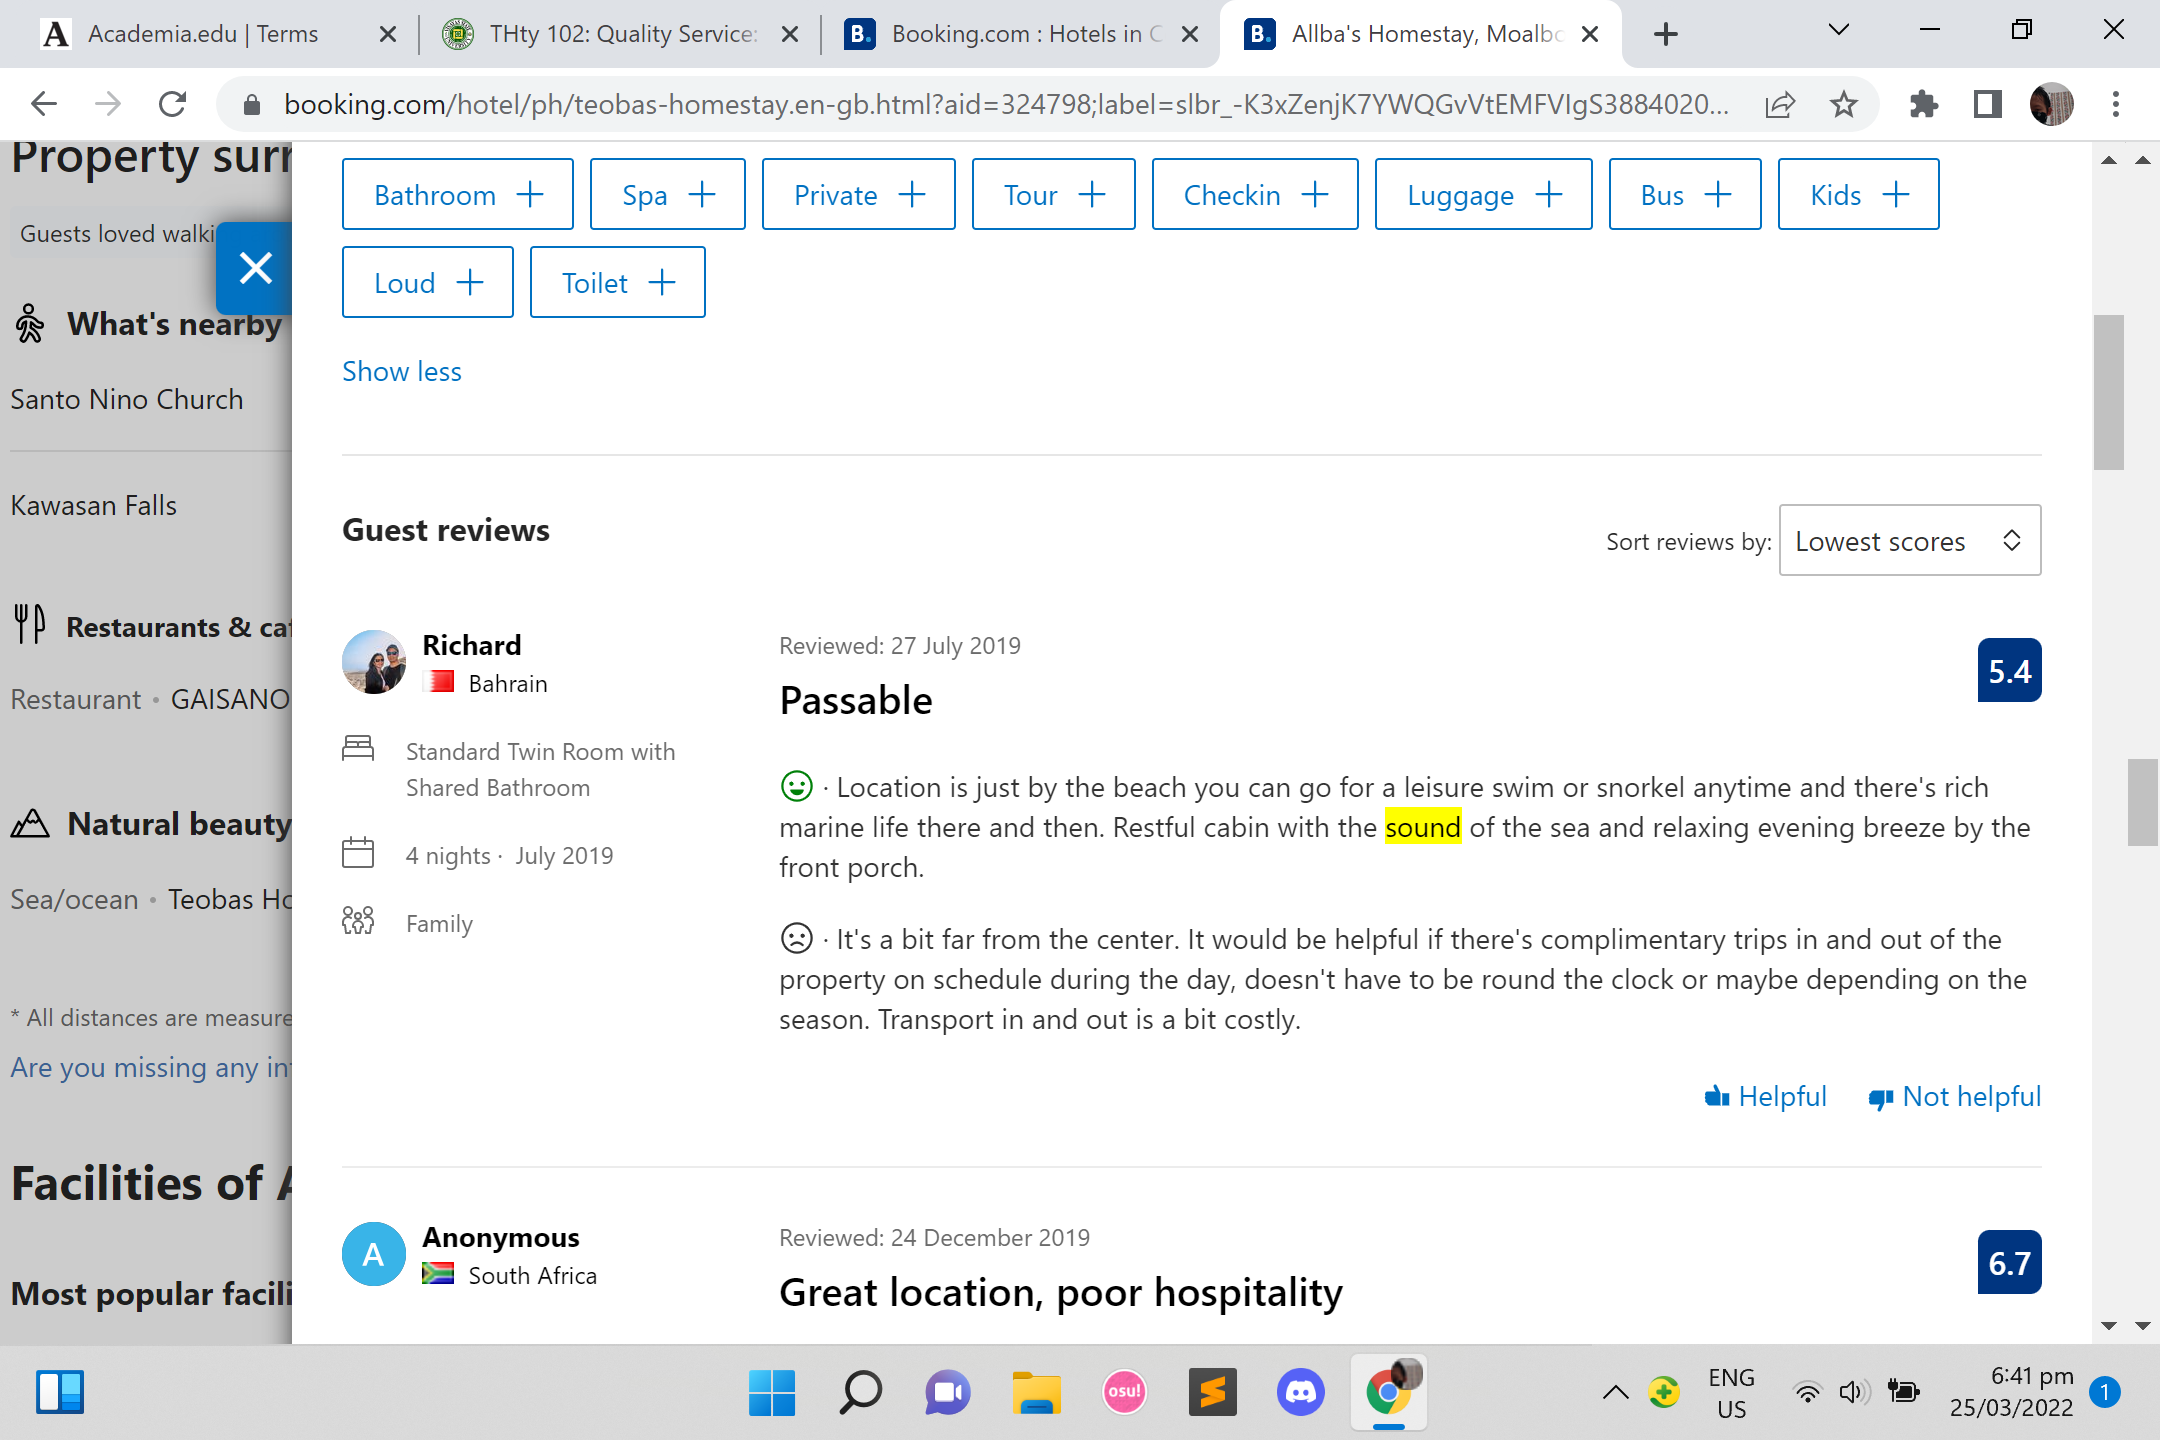 Academia.edu | Terms
THty 102: Quality Service:
B. Booking.com : Hotels in C
B. Allba's Homestay, Moalbo
booking.com/hotel/ph/teobas-homestay.en-gb.html?aid=324798;label=slbr_-K3xZenjK7YWQGvVtEMFVIgS3884020...
Property surr
Guests loved walki
What's nearby
Santo Nino Church
Kawasan Falls
Restaurants & caf
Restaurant • GAISANO
Natural beauty
Sea/ocean • Teobas Ho
* All distances are measure
Are you missing any inf
Facilities of A
Most popular facili
Bathroom
Spa
Private
Tour
Checkin
Luggage
Bus
Kids
Loud
Toilet
Show less
Guest reviews
Sort reviews by: Lowest scores
Richard
Bahrain
Standard Twin Room with
Shared Bathroom
4 nights · July 2019
Family
Reviewed: 27 July 2019
5.4
Passable
· Location is just by the beach you can go for a leisure swim or snorkel anytime and there's rich
marine life there and then. Restful cabin with the sound of the sea and relaxing evening breeze by the
front porch.
· It's a bit far from the center. It would be helpful if there's complimentary trips in and out of the
property on schedule during the day, doesn't have to be round the clock or maybe depending on the
season. Transport in and out is a bit costly.
Helpful
Not helpful
A
Anonymous
South Africa
Reviewed: 24 December 2019
6.7
Great location, poor hospitality
osu!
ENG
US
6:41 pm
25/03/2022
1